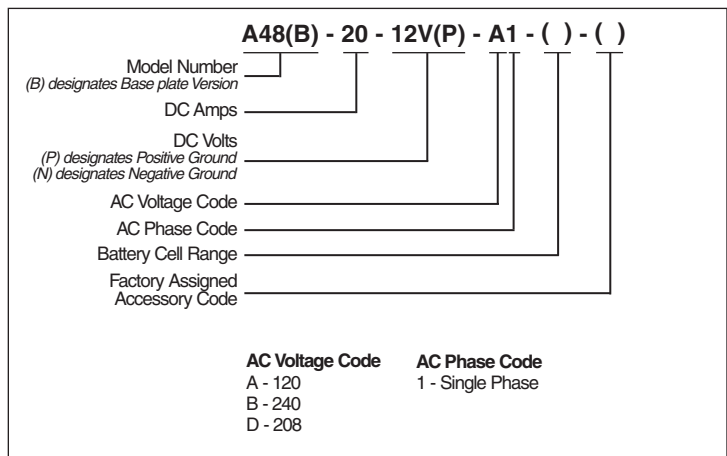 A48(B) - 20 - 12V(P) - A1 - ( ) - ( )
Model Number
(B) designates Base plate Version
DC Amps
DC Volts
(P) designates Positive Ground
(N) designates Negative Ground
AC Voltage Code
AC Phase Code
Battery Cell Range
Factory Assigned
Accessory Code
AC Voltage Code
A - 120
B - 240
D - 208
AC Phase Code
1 - Single Phase